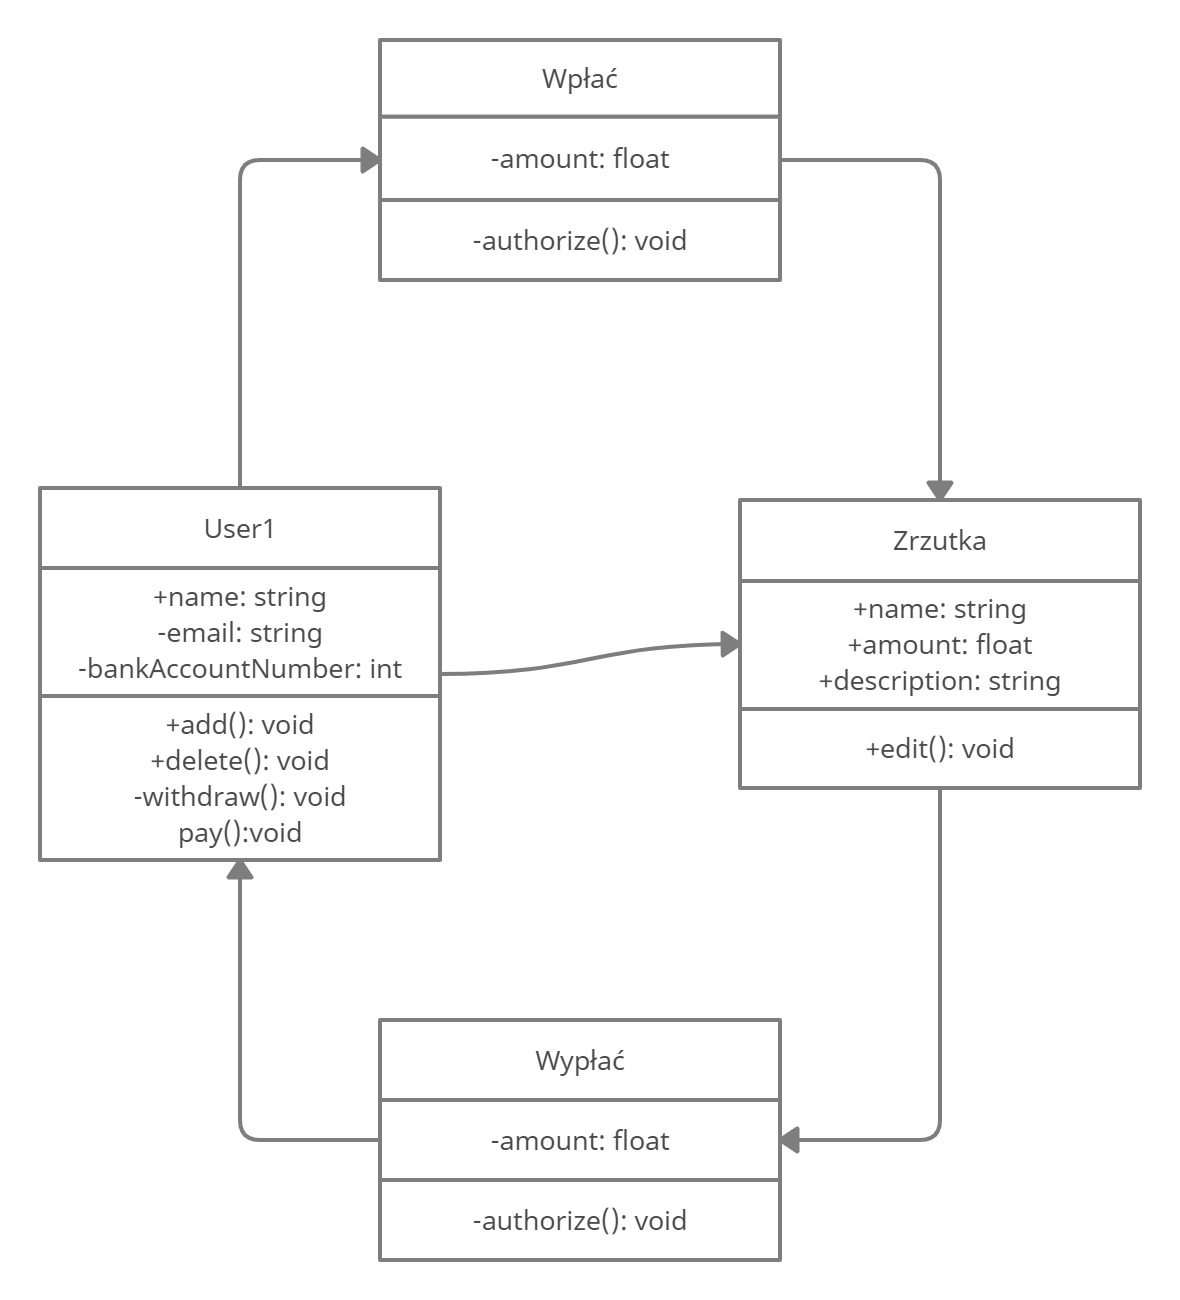 Wpłać
-amount: float
-authorize(): void
User1
+name: string
-email: string
-bankAccountNumber: int
+add(): void
+delete(): void
-withdraw(): void
pay():void
Zrzutka
+name: string
+amount: float
+description: string
+edit(): void
Wypłać
-amount: float
-authorize(): void